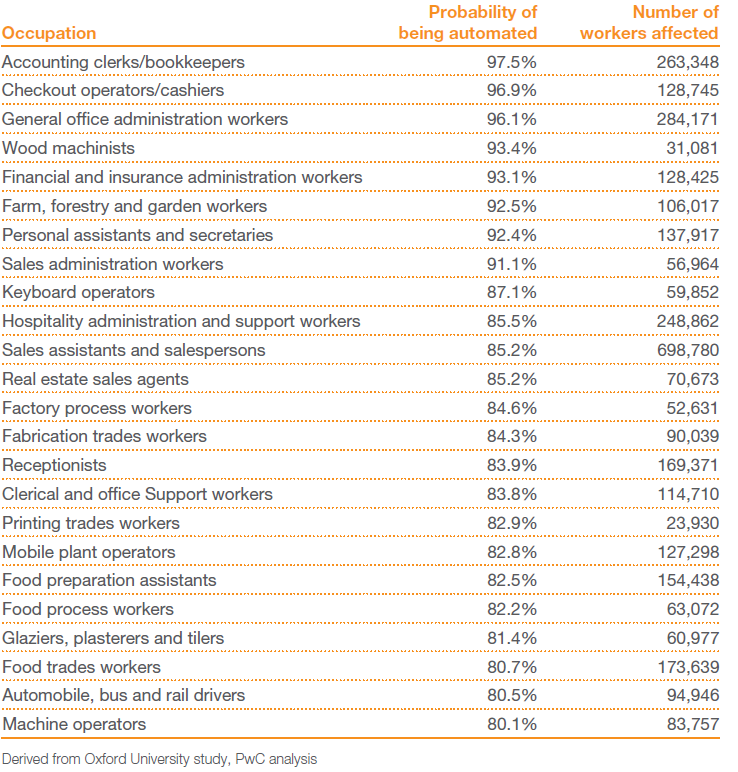 Occupation Probability of being automated Number of workers affected
Accounting clerks/bookkeepers 97.5% 263,348
Checkout operators/cashiers 96.9% 128,745
General office administration workers 96.1% 284,171
Wood machinists 93.4% 31,081
Financial and insurance administration workers 93.1% 128,425
Farm, forestry and garden workers 92.5% 106,017
Personal assistants and secretaries 92.4% 137,917
Sales administration workers 91.1% 56,964
Keyboard operators 87.1% 59,852
Hospitality administration and support workers 85.5% 248,862
Sales assistants and salespersons 85.2% 698,780
Real estate sales agents 85.2% 70,673
Factory process workers 84.6% 52,631
Fabrication trades workers 84.3% 90,039
Receptionists 83.9% 169,371
Clerical and office Support workers 83.8% 114,710
Printing trades workers 82.9% 23,930
Mobile plant operators 82.8% 127,298
Food preparation assistants 82.5% 154,438
Food process workers 82.2% 63,072
Glaziers, plasterers and tilers 81.4% 60,977
Food trades workers 80.7% 173,639
Automobile, bus and rail drivers 80.5% 94,946
Machine operators 80.1% 83,757
Derived from Oxford University study, PwC analysis